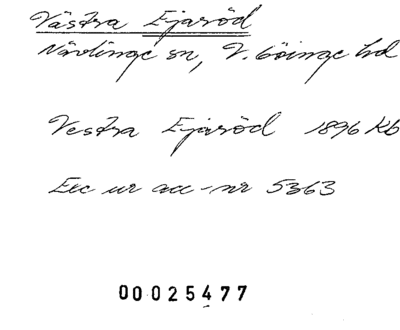 Västra Ejaröd
Nävlinge sn, V. Göinge hd
Vestra Ejaröd 1896 Kb
Exc ur acc-nr 5363
00025477